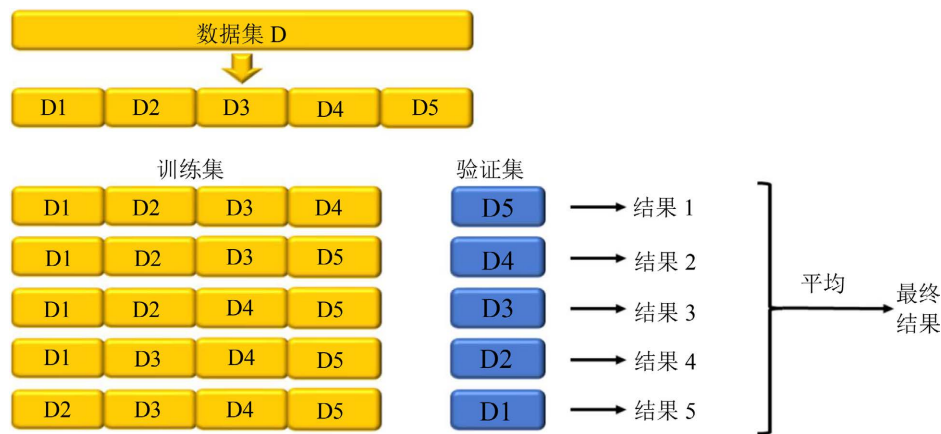 数据集 D
D1 D2 D3 D4 D5
训练集 验证集
D1 D2 D3 D4 D5 结果 1
D1 D2 D3 D5 D4 结果 2
D1 D2 D4 D5 D3 结果 3
D1 D3 D4 D5 D2 结果 4
D2 D3 D4 D5 D1 结果 5
平均
最终
结果